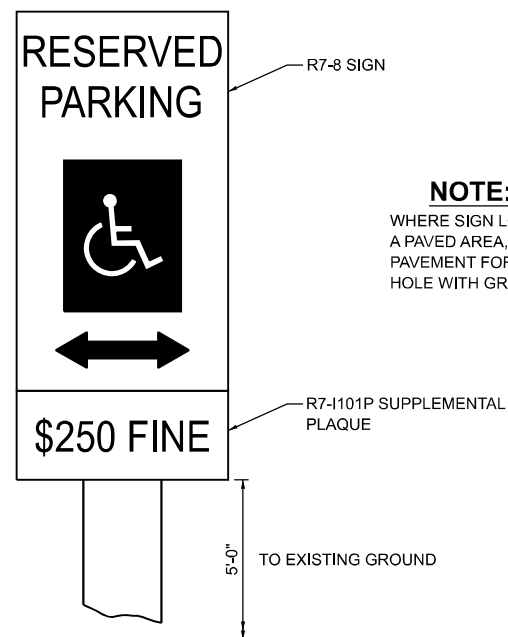 RESERVED
PARKING
R7-8 SIGN
NOTE:
WHERE SIGN
A PAVED AREA,
PAVEMENT FOR
HOLE WITH
$250 FINE
R7-I101P SUPPLEMENTAL
PLAQUE
5'-0"
TO EXISTING GROUND